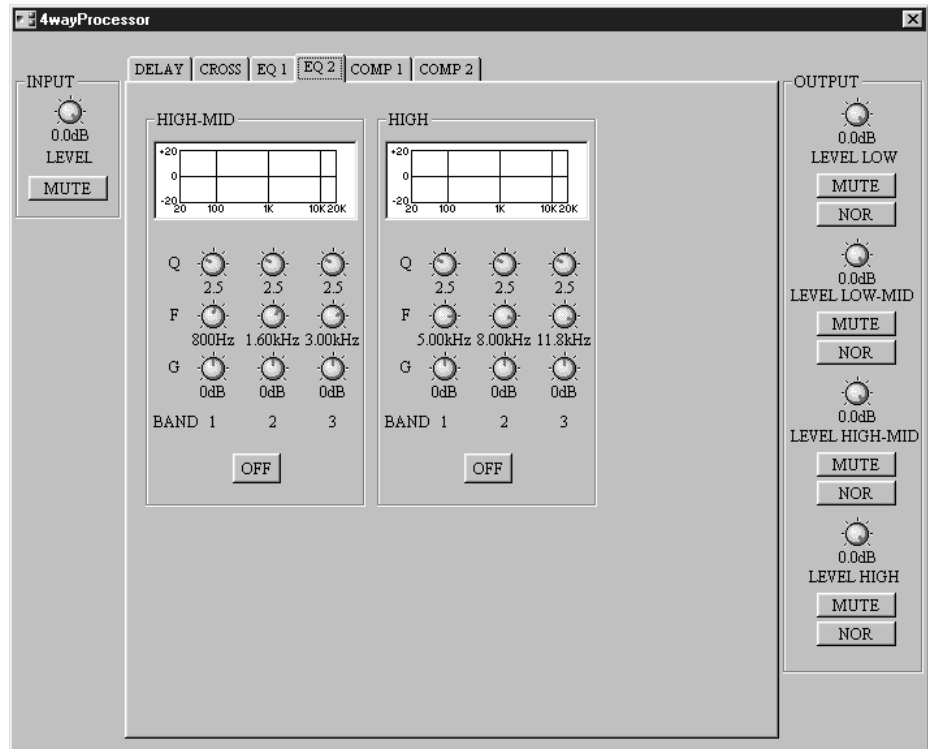 4wayProcessor
INPUT
0.0dB
LEVEL
MUTE
DELAY CROSS EQ 1 EQ 2 COMP 1 COMP 2
HIGH-MID
+20
0
-20
20 100 1K 10K 20K
Q
2.5 2.5 2.5
F
800Hz 1.60kHz 3.00kHz
G
0dB 0dB 0dB
BAND 1 2 3
OFF
HIGH
+20
0
-20
20 100 1K 10K 20K
Q
2.5 2.5 2.5
F
5.00kHz 8.00kHz 11.8kHz
G
0dB 0dB 0dB
BAND 1 2 3
OFF
OUTPUT
0.0dB
LEVEL LOW
MUTE
NOR
0.0dB
LEVEL LOW-MID
MUTE
NOR
0.0dB
LEVEL HIGH-MID
MUTE
NOR
0.0dB
LEVEL HIGH
MUTE
NOR